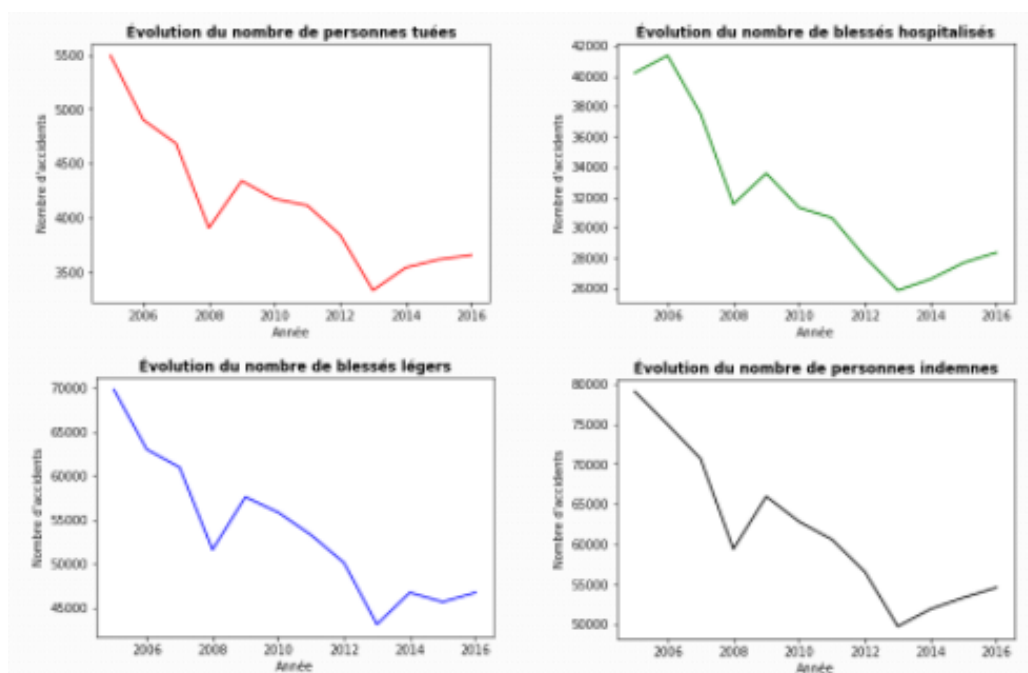 Évolution du nombre de personnes tuées
Nombre d'accidents
5500
5000
4500
4000
3500
2006 2008 2010 2012 2014 2016
Année
Évolution du nombre de blessés hospitalisés
Nombre d'accidents
42000
40000
38000
36000
34000
32000
30000
28000
26000
2006 2008 2010 2012 2014 2016
Année
Évolution du nombre de blessés légers
Nombre d'accidents
70000
65000
60000
55000
50000
45000
2006 2008 2010 2012 2014 2016
Année
Évolution du nombre de personnes indemnes
Nombre d'accidents
80000
75000
70000
65000
60000
55000
50000
2006 2008 2010 2012 2014 2016
Année